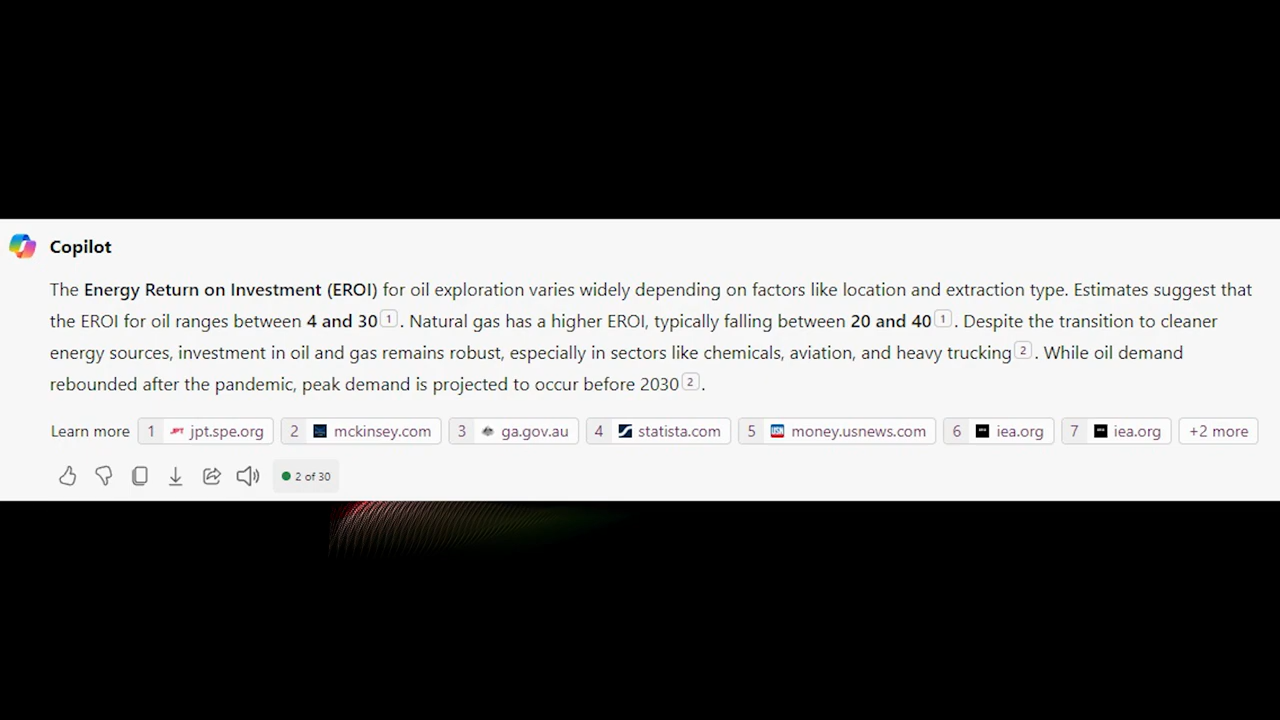 Copilot
The Energy Return on Investment (EROI) for oil exploration varies widely depending on factors like location and extraction type. Estimates suggest that
the EROI for oil ranges between 4 and 30 1 . Natural gas has a higher EROI, typically falling between 20 and 40 1 . Despite the transition to cleaner
energy sources, investment in oil and gas remains robust, especially in sectors like chemicals, aviation, and heavy trucking 2 . While oil demand
rebounded after the pandemic, peak demand is projected to occur before 2030 2 .
Learn more 1 JPT jpt.spe.org 2 mckinsey.com 3 ga.gov.au 4 statista.com 5 USN money.usnews.com 6 iea.org 7 iea.org +2 more
2 of 30